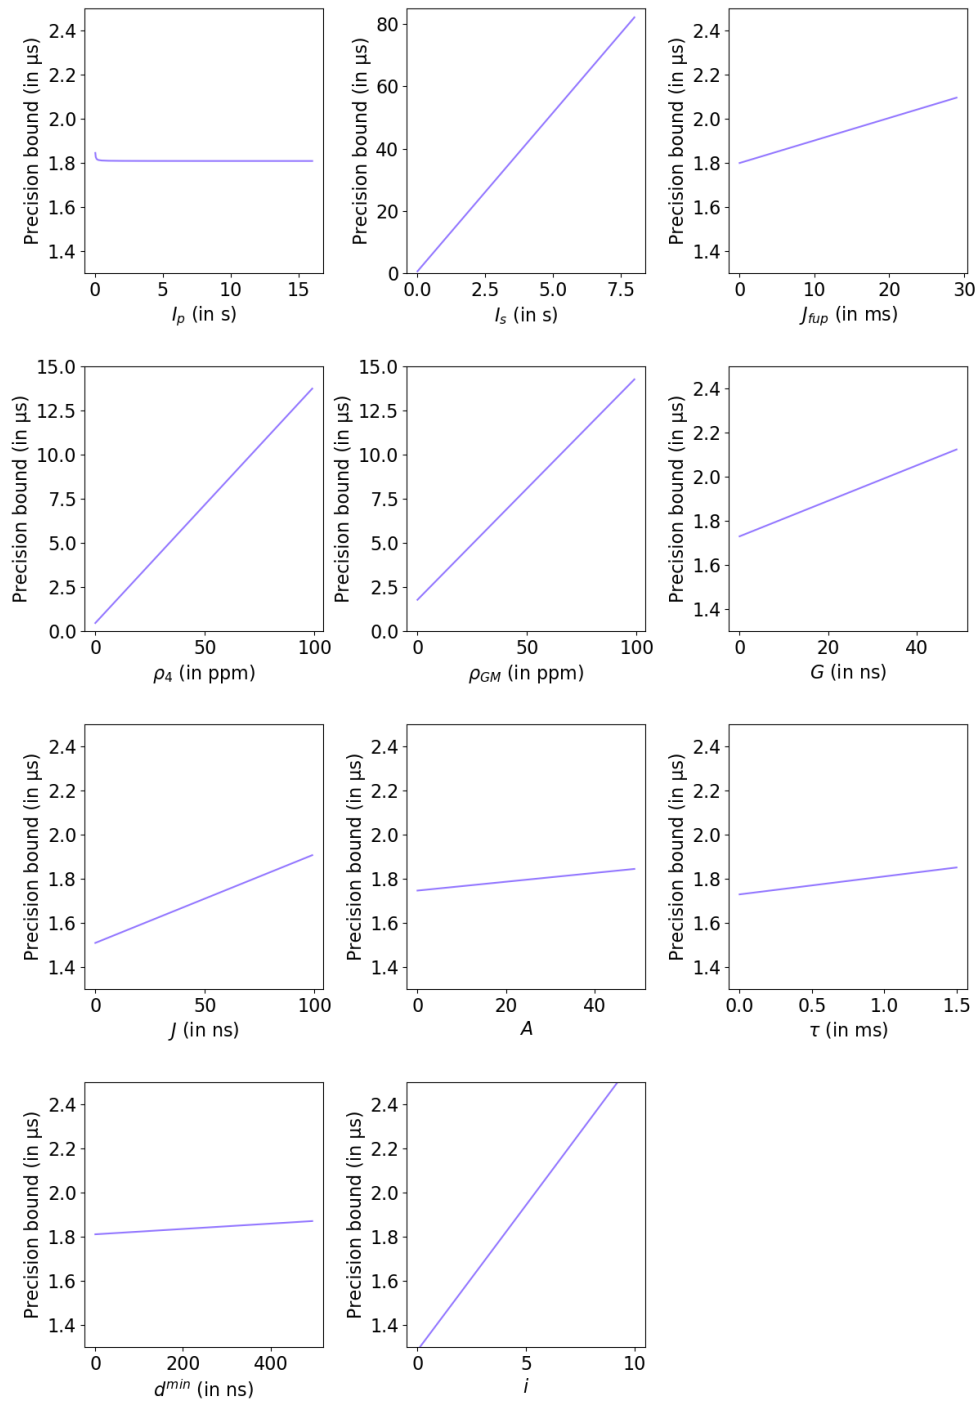 Precision bound (in µs)
2.4
2.2
2.0
1.8
1.6
1.4
0 5 10 15
I_p (in s)
Precision bound (in µs)
80
60
40
20
0
0.0 2.5 5.0 7.5
I_s (in s)
Precision bound (in µs)
2.4
2.2
2.0
1.8
1.6
1.4
0 10 20 30
J_fup (in ms)
Precision bound (in µs)
15.0
12.5
10.0
7.5
5.0
2.5
0.0
0 50 100
ρ_4 (in ppm)
Precision bound (in µs)
15.0
12.5
10.0
7.5
5.0
2.5
0.0
0 50 100
ρ_GM (in ppm)
Precision bound (in µs)
2.4
2.2
2.0
1.8
1.6
1.4
0 20 40
G (in ns)
Precision bound (in µs)
2.4
2.2
2.0
1.8
1.6
1.4
0 50 100
J (in ns)
Precision bound (in µs)
2.4
2.2
2.0
1.8
1.6
1.4
0 20 40
A
Precision bound (in µs)
2.4
2.2
2.0
1.8
1.6
1.4
0.0 0.5 1.0 1.5
τ (in ms)
Precision bound (in µs)
2.4
2.2
2.0
1.8
1.6
1.4
0 200 400
d^min (in ns)
Precision bound (in µs)
2.4
2.2
2.0
1.8
1.6
1.4
0 5 10
i